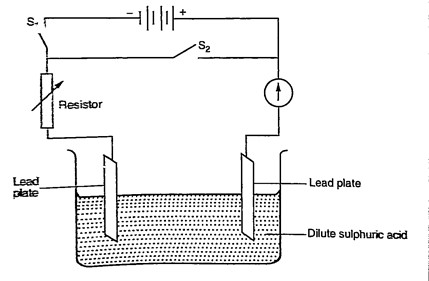 − +
S₁
S₂
Resistor
Lead
plate
Lead plate
Dilute sulphuric acid